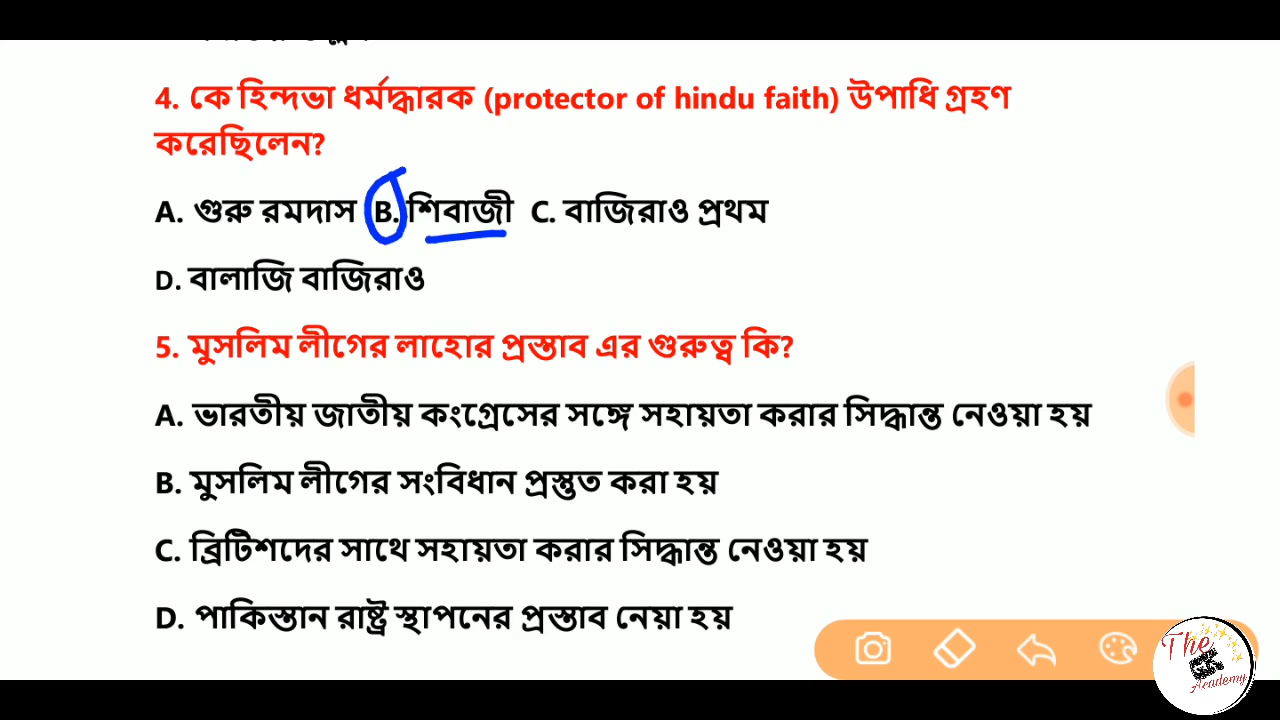 4. কে হিন্দভা ধর্মদ্ধারক (protector of hindu faith) উপাধি গ্রহণ
করেছিলেন?
A. গুরু রমদাস B. শিবাজী C. বাজিরাও প্রথম
D. বালাজি বাজিরাও
5. মুসলিম লীগের লাহোর প্রস্তাব এর গুরুত্ব কি?
A. ভারতীয় জাতীয় কংগ্রেসের সঙ্গে সহায়তা করার সিদ্ধান্ত নেওয়া হয়
B. মুসলিম লীগের সংবিধান প্রস্তুত করা হয়
C. ব্রিটিশদের সাথে সহায়তা করার সিদ্ধান্ত নেওয়া হয়
D. পাকিস্তান রাষ্ট্র স্থাপনের প্রস্তাব নেয়া হয়
The
GK
Academy